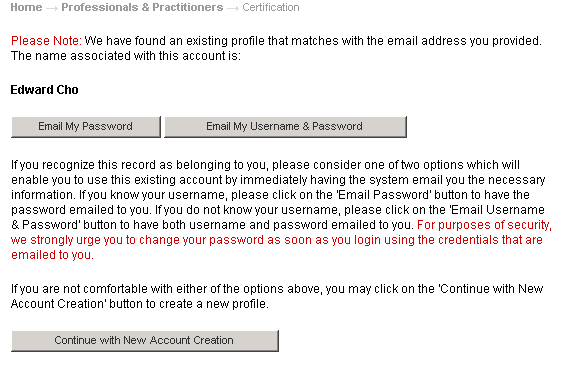 Home → Professionals & Practitioners → Certification
Please Note: We have found an existing profile that matches with the email address you provided.
The name associated with this account is:
Edward Cho
Email My Password Email My Username & Password
If you recognize this record as belonging to you, please consider one of two options which will
enable you to use this existing account by immediately having the system email you the necessary
information. If you know your username, please click on the 'Email Password' button to have the
password emailed to you. If you do not know your username, please click on the 'Email Username
& Password' button to have both username and password emailed to you. For purposes of security,
we strongly urge you to change your password as soon as you login using the credentials that are
emailed to you.
If you are not comfortable with either of the options above, you may click on the 'Continue with New
Account Creation' button to create a new profile.
Continue with New Account Creation